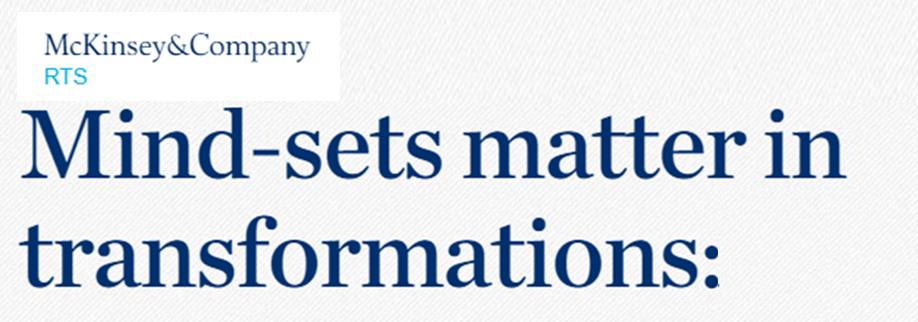 McKinsey&Company
RTS
Mind-sets matter in
transformations: